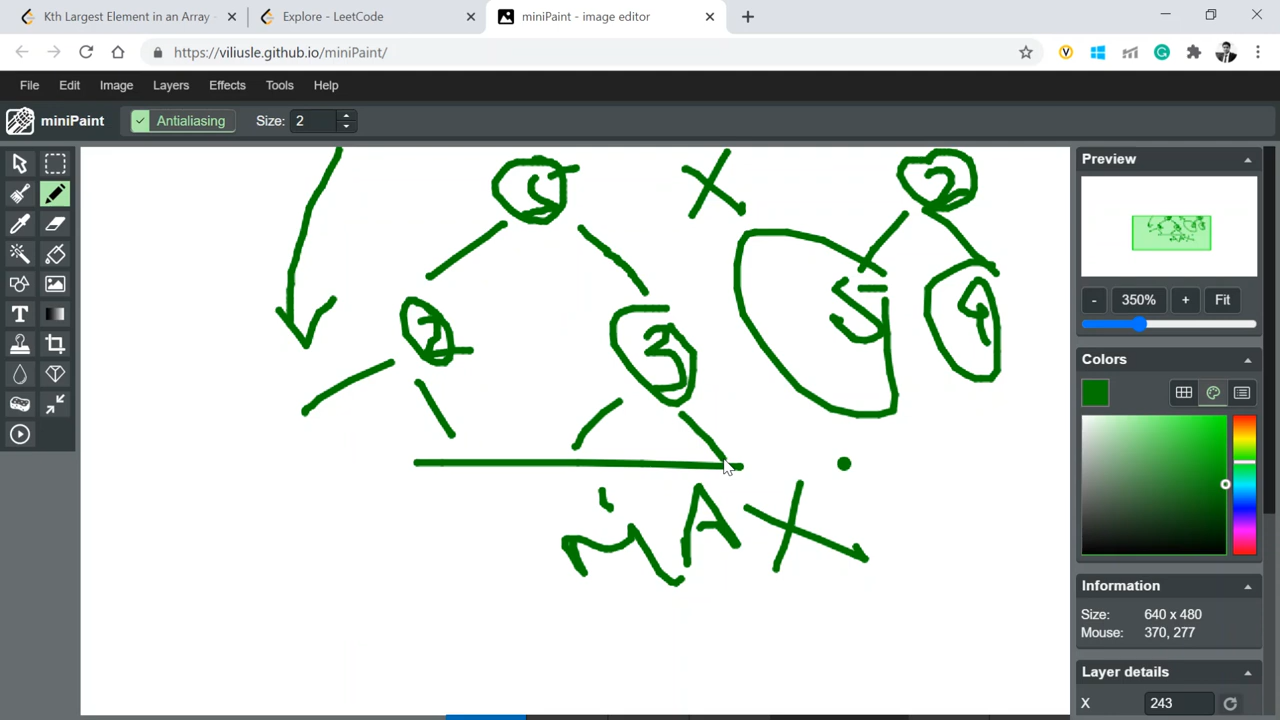 Kth Largest Element in an Array
Explore - LeetCode
miniPaint - image editor
https://viliusle.github.io/miniPaint/
File Edit Image Layers Effects Tools Help
miniPaint Antialiasing Size: 2
Preview
5 X 2
- 350% + Fit
5 4
2 3
Colors
MAX
Information
Size: 640 x 480
Mouse: 370, 277
Layer details
X 243